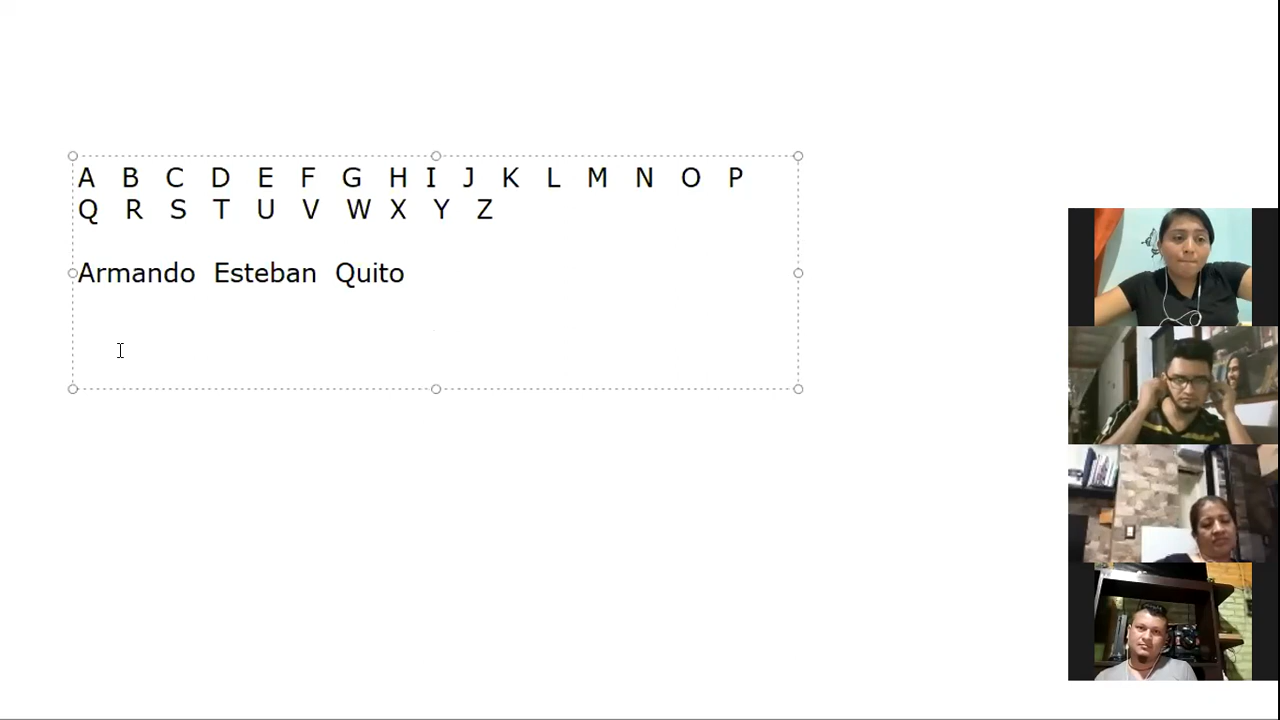 A B C D E F G H I J K L M N O P
Q R S T U V W X Y Z
Armando Esteban Quito